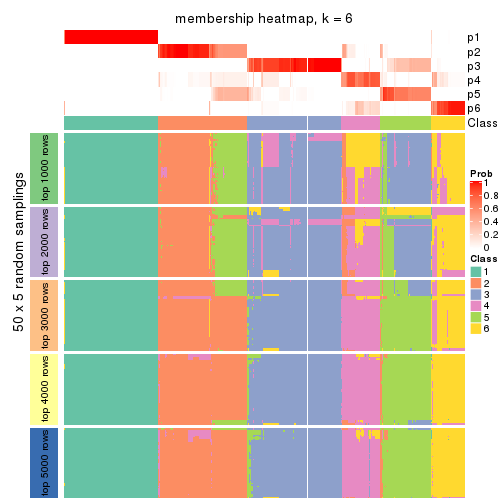 membership heatmap, k = 6
p1
p2
p3
p4
p5
p6
Class
50 x 5 random samplings
top 1000 rows
top 2000 rows
top 3000 rows
top 4000 rows
top 5000 rows
Prob
1
0.8
0.6
0.4
0.2
0
Class
1
2
3
4
5
6